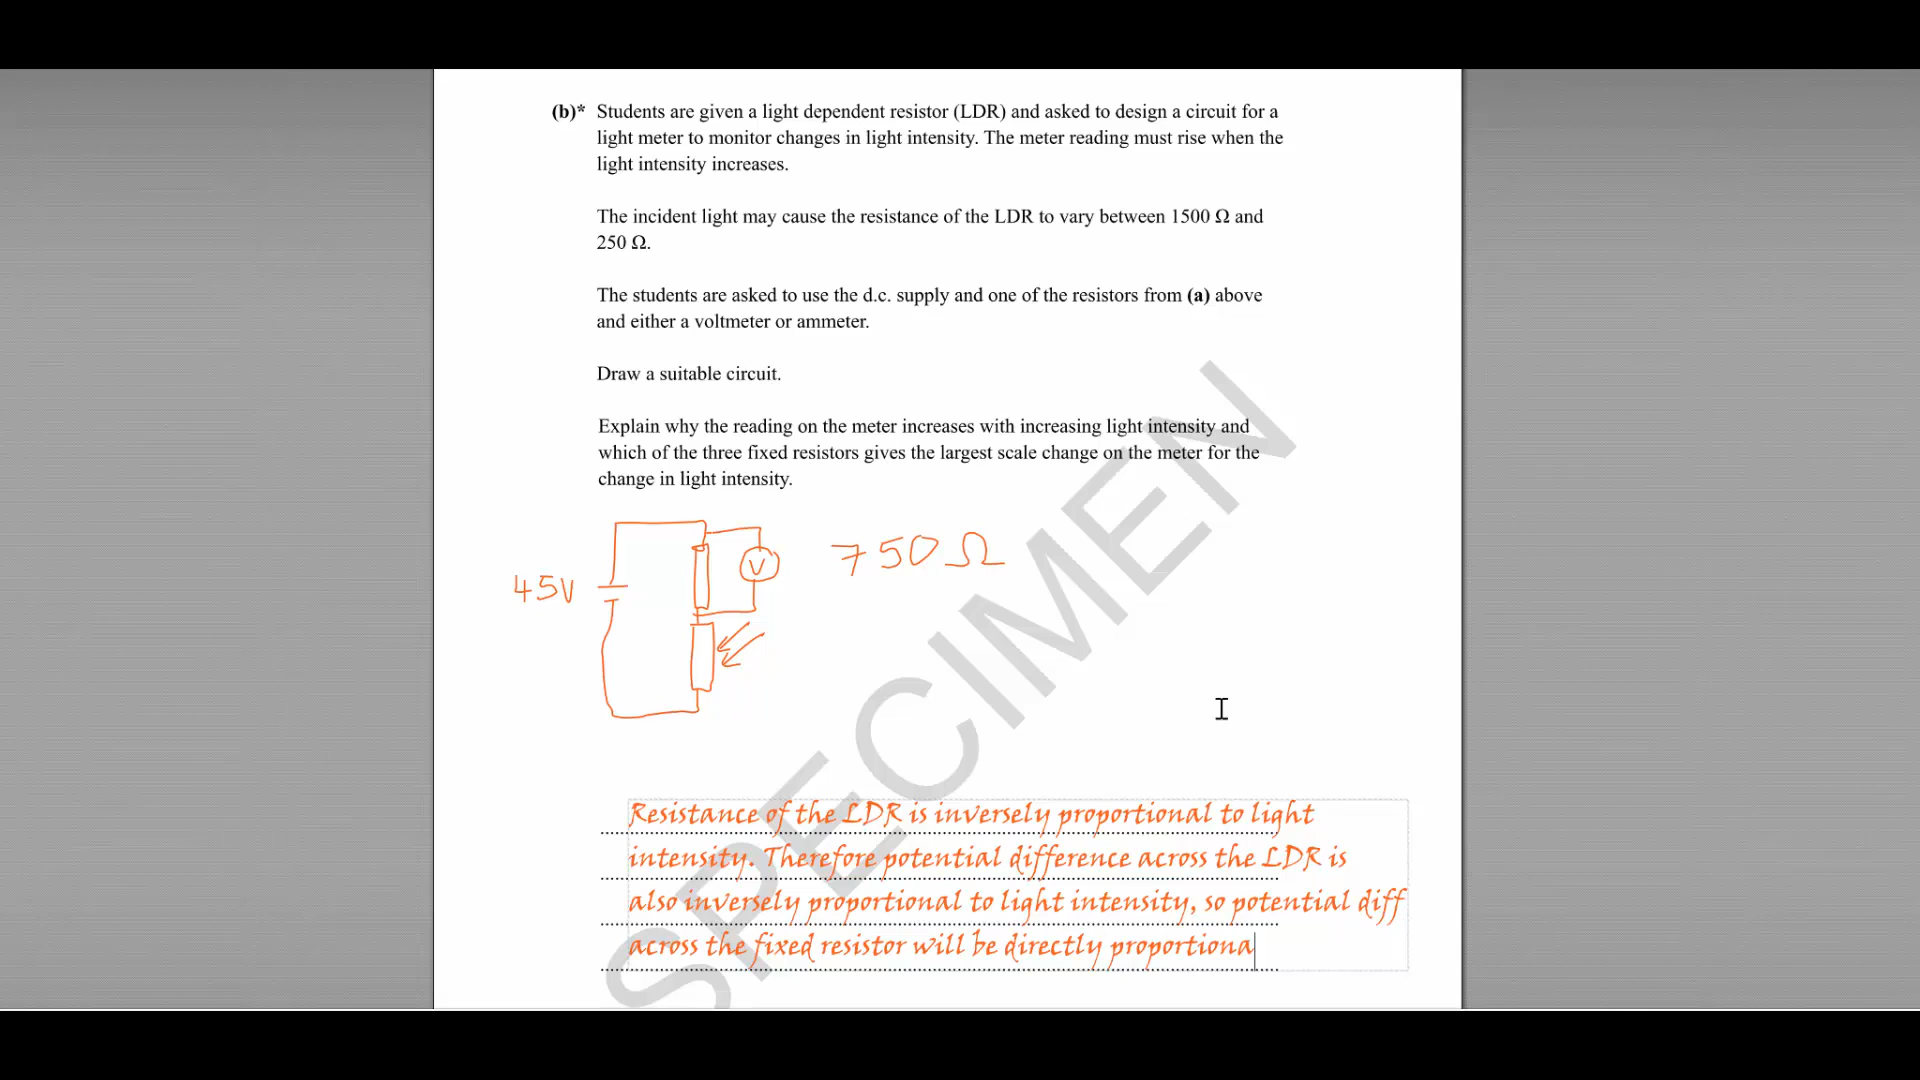 (b)* Students are given a light dependent resistor (LDR) and asked to design a circuit for a
light meter to monitor changes in light intensity. The meter reading must rise when the
light intensity increases.
The incident light may cause the resistance of the LDR to vary between 1500 Ω and
250 Ω.
The students are asked to use the d.c. supply and one of the resistors from (a) above
and either a voltmeter or ammeter.
Draw a suitable circuit.
Explain why the reading on the meter increases with increasing light intensity and
which of the three fixed resistors gives the largest scale change on the meter for the
change in light intensity.
45V
V
750 Ω
SPECIMEN
Resistance of the LDR is inversely proportional to light
intensity. Therefore potential difference across the LDR is
also inversely proportional to light intensity, so potential diff
across the fixed resistor will be directly proportiona